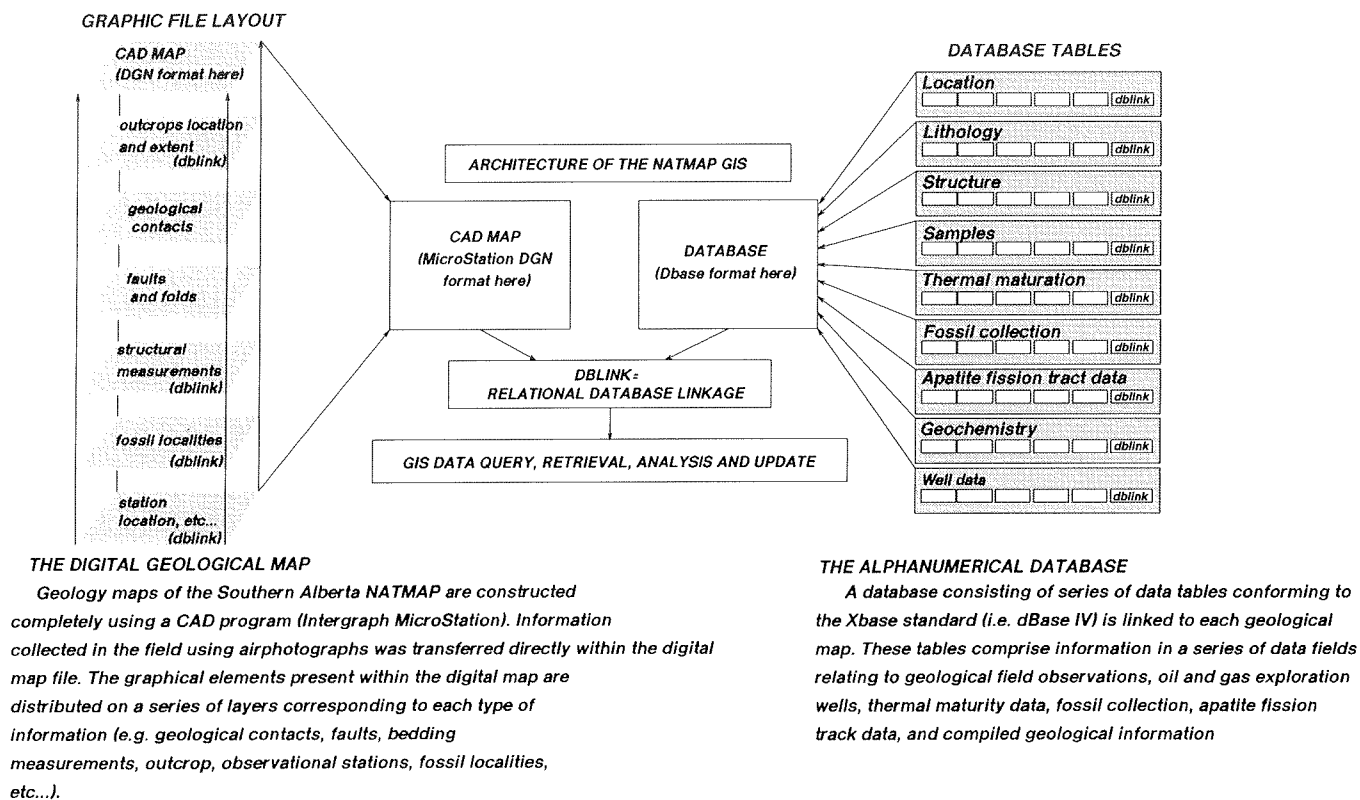 GRAPHIC FILE LAYOUT
CAD MAP
(DGN format here)
outcrops location
and extent
(dblink)
geological
contacts
faults
and folds
structural
measurements
(dblink)
fossil localities
(dblink)
station
location, etc...
(dblink)
ARCHITECTURE OF THE NATMAP GIS
CAD MAP
(MicroStation DGN
format here)
DATABASE
(Dbase format here)
DBLINK=
RELATIONAL DATABASE LINKAGE
GIS DATA QUERY, RETRIEVAL, ANALYSIS AND UPDATE
DATABASE TABLES
Location
dblink
Lithology
dblink
Structure
dblink
Samples
dblink
Thermal maturation
dblink
Fossil collection
dblink
Apatite fission tract data
dblink
Geochemistry
dblink
Well data
dblink
THE DIGITAL GEOLOGICAL MAP
Geology maps of the Southern Alberta NATMAP are constructed
completely using a CAD program (Intergraph MicroStation). Information
collected in the field using airphotographs was transferred directly within the digital
map file. The graphical elements present within the digital map are
distributed on a series of layers corresponding to each type of
information (e.g. geological contacts, faults, bedding
measurements, outcrop, observational stations, fossil localities,
etc...).
THE ALPHANUMERICAL DATABASE
A database consisting of series of data tables conforming to
the Xbase standard (i.e. dBase IV) is linked to each geological
map. These tables comprise information in a series of data fields
relating to geological field observations, oil and gas exploration
wells, thermal maturity data, fossil collection, apatite fission
track data, and compiled geological information